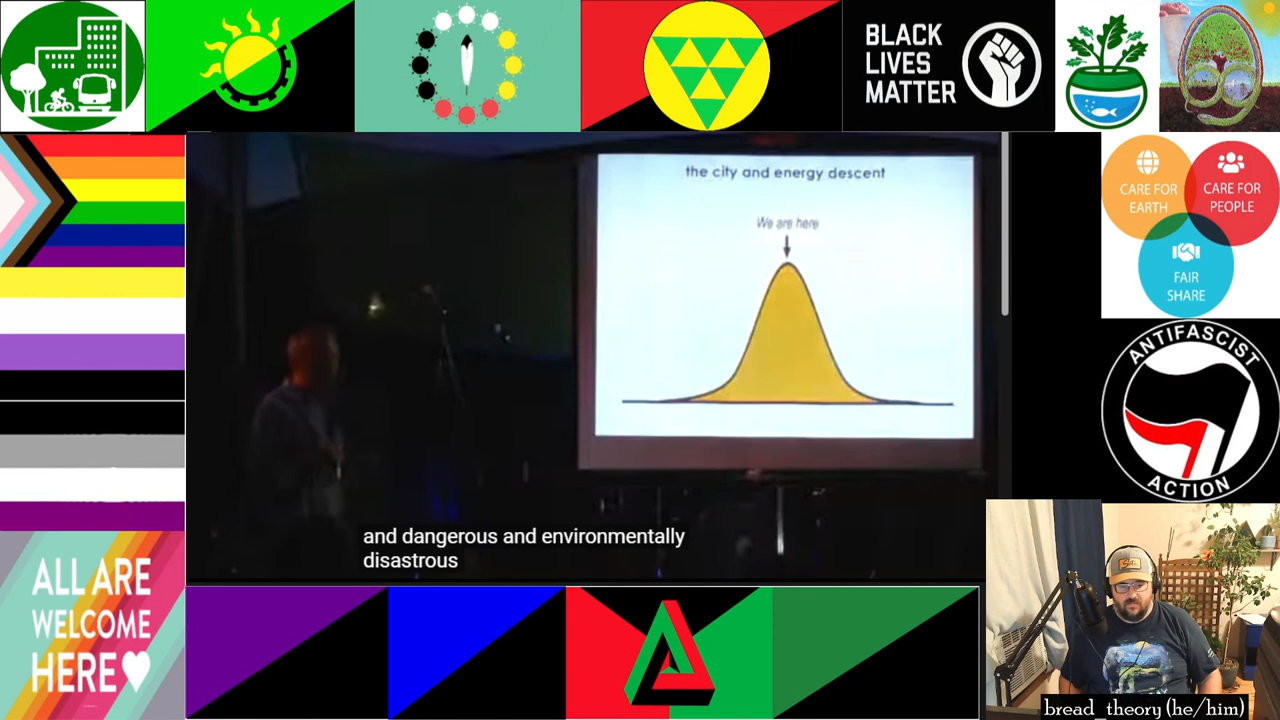 BLACK
LIVES
MATTER
the city and energy descent
We are here
CARE FOR
EARTH
CARE FOR
PEOPLE
FAIR
SHARE
ANTIFASCIST
ACTION
and dangerous and environmentally
disastrous
ALL ARE
WELCOME
HERE
bread_theory (he/him)